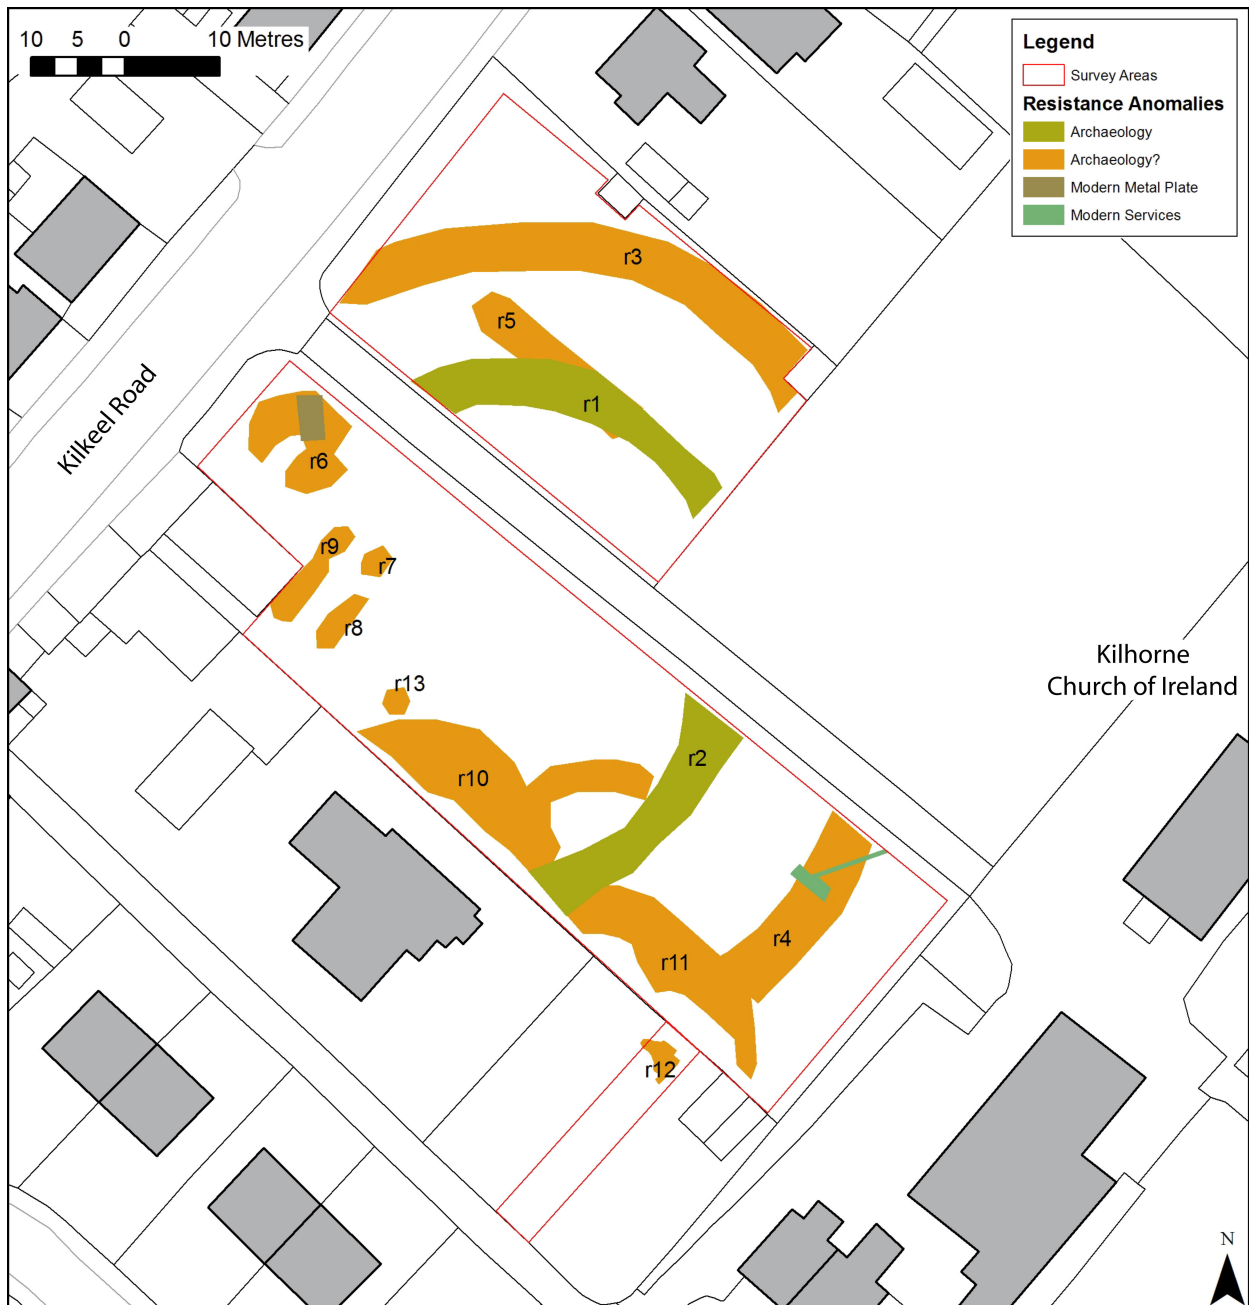 10 5 0 10 Metres
Legend
Survey Areas
Resistance Anomalies
Archaeology
Archaeology?
Modern Metal Plate
Modern Services
r3
r5
r1
Kilkeel Road
r6
r9
r7
r8
r13
r10
r2
r4
r11
r12
Kilhorne
Church of Ireland
N